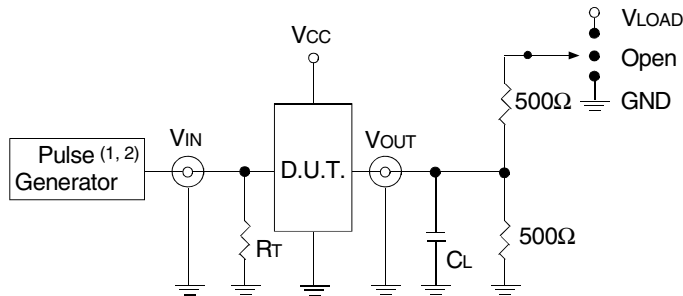 VLOAD
Open
GND
VCC
500Ω
VIN
VOUT
Pulse (1, 2)
Generator
D.U.T.
RT
CL
500Ω